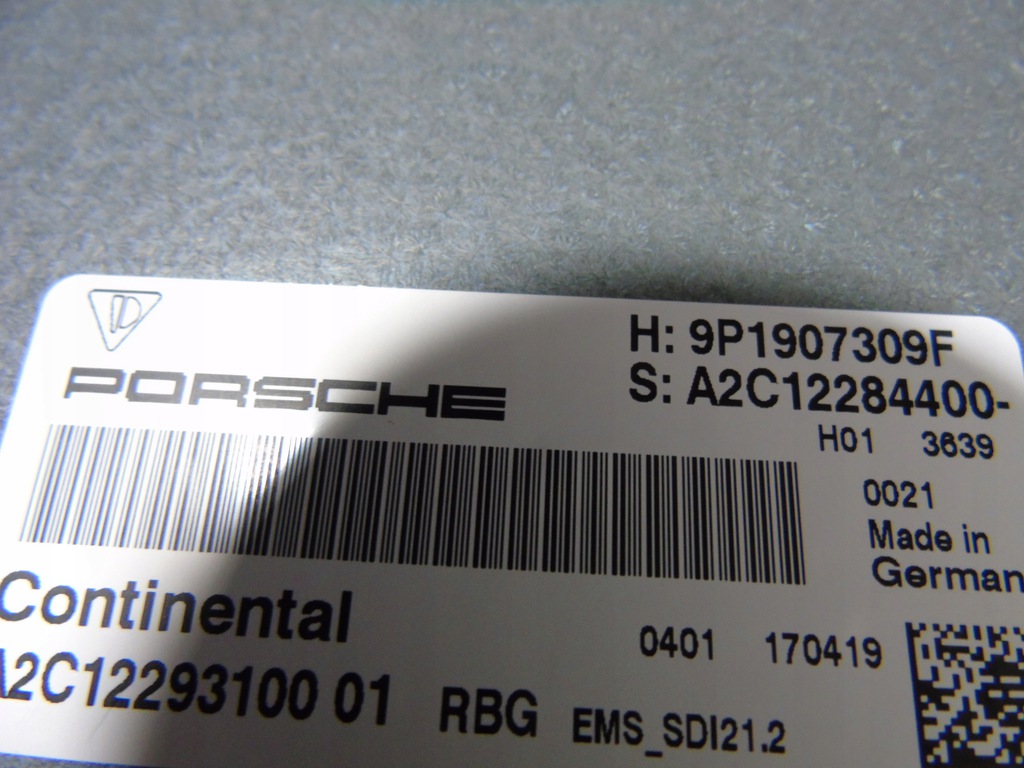 H: 9P1907309F
PORSCHE
S: A2C12284400-
H01 3639
0021
Made in
German
Continental
0401 170419
A2C12293100 01 RBG EMS_SDI21.2